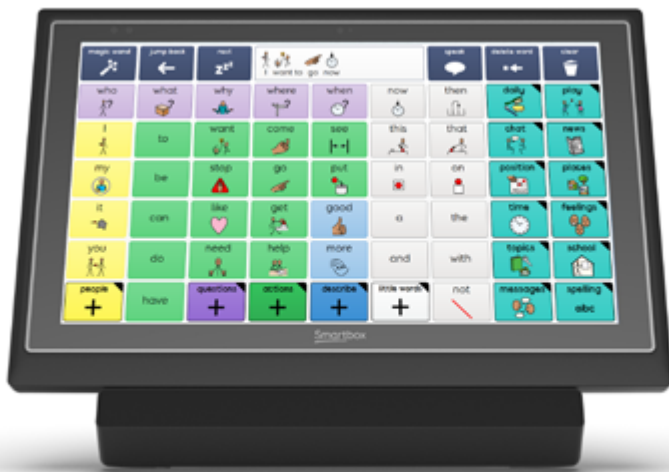 magic wand jump back rest I want to go now speak delete word clear
who what why where when now then daily play
I to want come see this that chat news
my be stop go put in on position places
it can like get good a the time feelings
you do need help more and with topics school
people have questions actions describe little words not messages spelling
abc
Smartbox